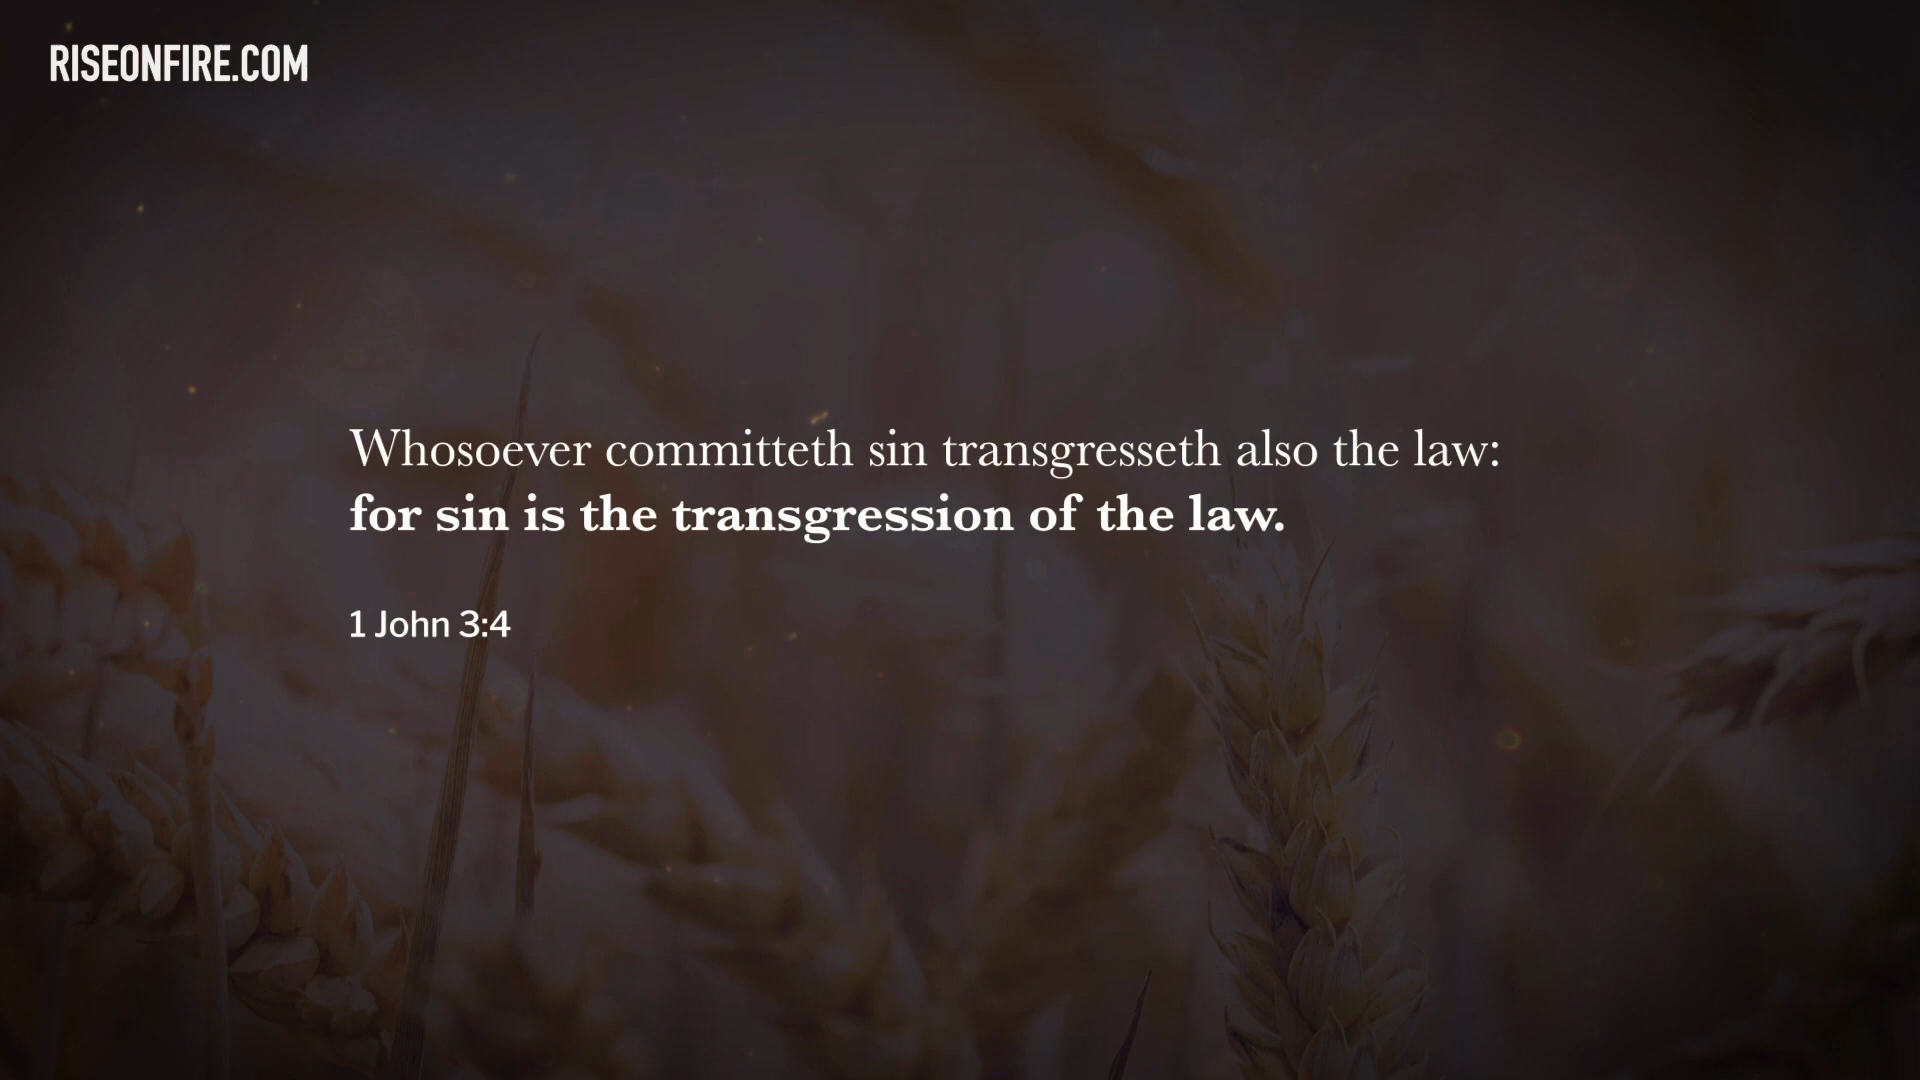 RISEONFIRE.COM
Whosoever committeth sin transgresseth also the law:
for sin is the transgression of the law.
1 John 3:4